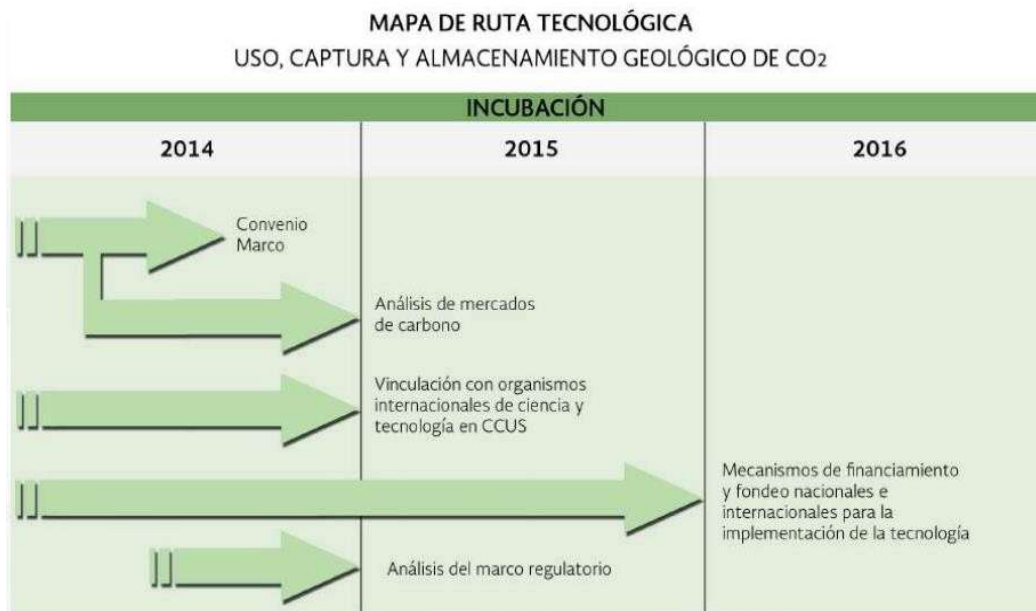 MAPA DE RUTA TECNOLÓGICA
USO, CAPTURA Y ALMACENAMIENTO GEOLÓGICO DE CO2
INCUBACIÓN
2014
2015
2016
Convenio
Marco
Análisis de mercados
de carbono
Vinculación con organismos
internacionales de ciencia y
tecnología en CCUS
Mecanismos de financiamiento
y fondeo nacionales e
internacionales para la
implementación de la tecnología
Análisis del marco regulatorio